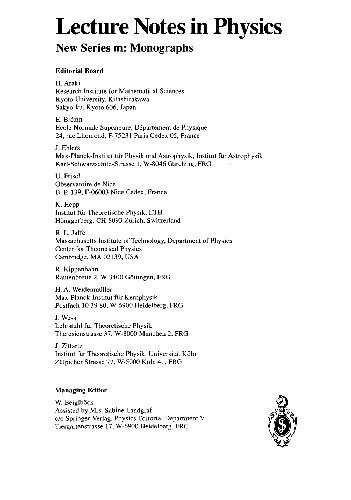 Lecture Notes in Physics
New Series m: Monographs
Editorial Board
H. Araki
Research Institute for Mathematical Sciences
Kyoto University, Kitashirakawa
Sakyo-ku, Kyoto 606, Japan
E. Brézin
Ecole Normale Supérieure, Département de Physique
24, rue Lhomond, F-75231 Paris Cedex 05, France
J. Ehlers
Max-Planck-Institut für Physik und Astrophysik, Institut für Astrophysik
Karl-Schwarzschild-Strasse 1, W-8046 Garching, FRG
U. Frisch
Observatoire de Nice
B. P. 139, F-06003 Nice Cedex, France
K. Hepp
Institut für Theoretische Physik, ETH
Hönggerberg, CH-8093 Zürich, Switzerland
R. L. Jaffe
Massachusetts Institute of Technology, Department of Physics
Center for Theoretical Physics
Cambridge, MA 02139, USA
R. Kippenhahn
Rautenbreite 2, W-3400 Göttingen, FRG
H. A. Weidenmüller
Max-Planck-Institut für Kernphysik
Postfach 10 39 80, W-6900 Heidelberg, FRG
J. Wess
Lehrstuhl für Theoretische Physik
Theresienstrasse 37, W-8000 München 2, FRG
J. Zittartz
Institut für Theoretische Physik, Universität Köln
Zülpicher Strasse 77, W-5000 Köln 41, FRG
Managing Editor
W. Beiglböck
Assisted by Mrs. Sabine Landgraf
c/o Springer-Verlag, Physics Editorial Department V
Tiergartenstrasse 17, W-6900 Heidelberg, FRG